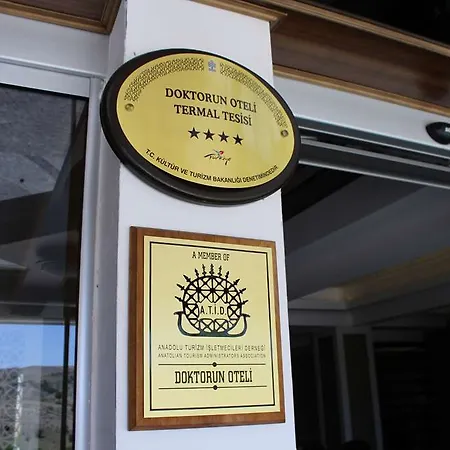 DOKTORUN OTELİ
TERMAL TESİSİ
Türkiye
T.C. KÜLTÜR VE TURİZM BAKANLIĞI DENETİMİNDEDİR
A MEMBER OF
A.T.İ.D.
ANADOLU TURİZM İŞLETMECİLERİ DERNEĞİ
ANATOLIAN TOURISM ADMINISTRATORS ASSOCIATION
DOKTORUN OTELİ